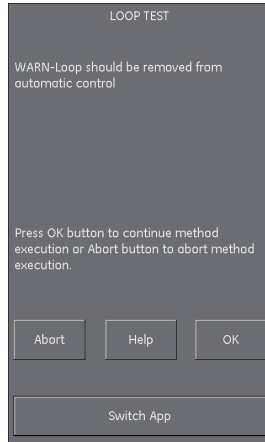 LOOP TEST
WARN-Loop should be removed from
automatic control
Press OK button to continue method
execution or Abort button to abort method
execution.
Abort Help OK
Switch App